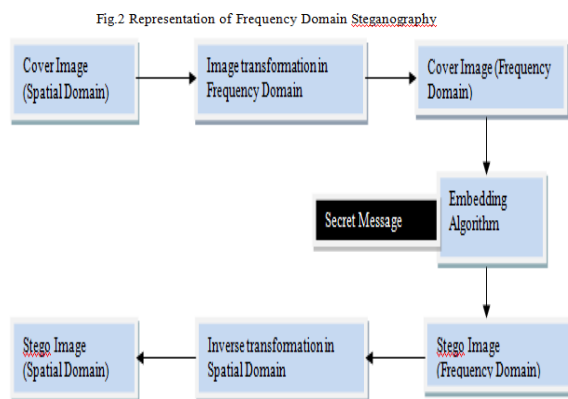 Fig.2 Representation of Frequency Domain Steganography
Cover Image
(Spatial Domain)
Image transformation in
Frequency Domain
Cover Image (Frequency
Domain)
Secret Message
Embedding
Algorithm
Stego Image
(Spatial Domain)
Inverse transformation in
Spatial Domain
Stego Image
(Frequency Domain)